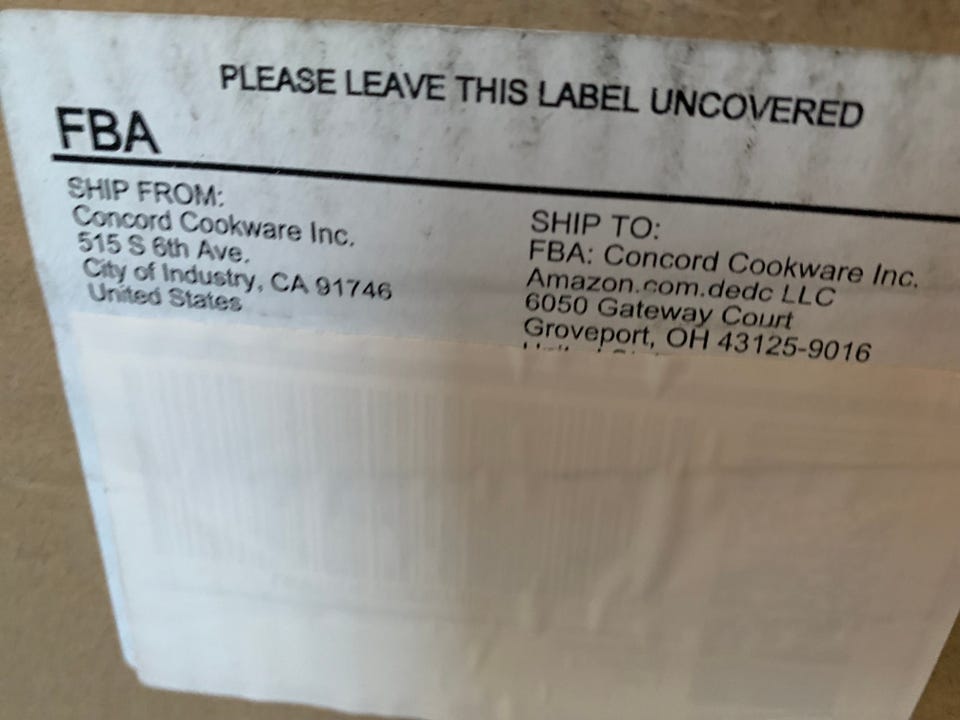 PLEASE LEAVE THIS LABEL UNCOVERED
FBA
SHIP FROM:
Concord Cookware Inc.
515 S 6th Ave.
City of Industry, CA 91746
United States
SHIP TO:
FBA: Concord Cookware Inc.
Amazon.com.dedc LLC
6050 Gateway Court
Groveport, OH 43125-9016